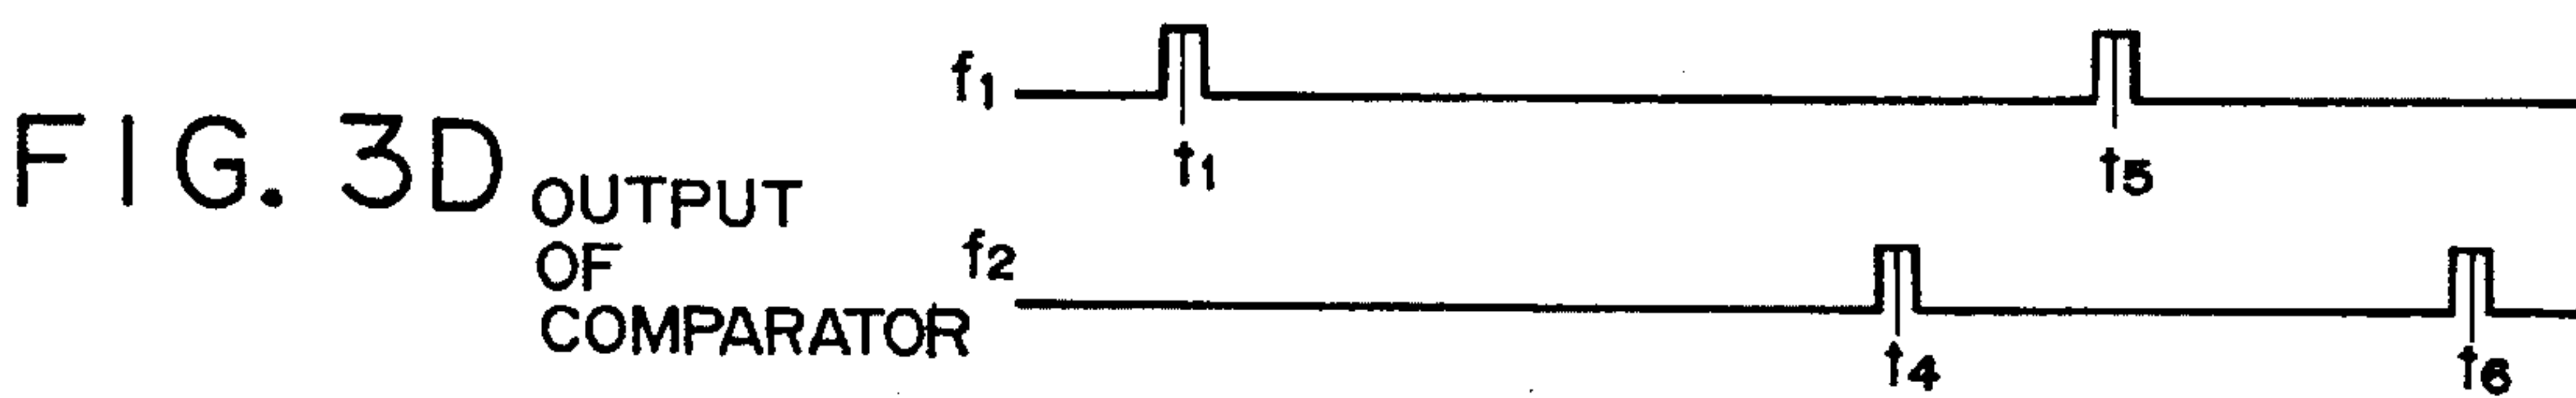 FIG. 3D
OUTPUT
OF
COMPARATOR
f1
t1
t5
f2
t4
t6